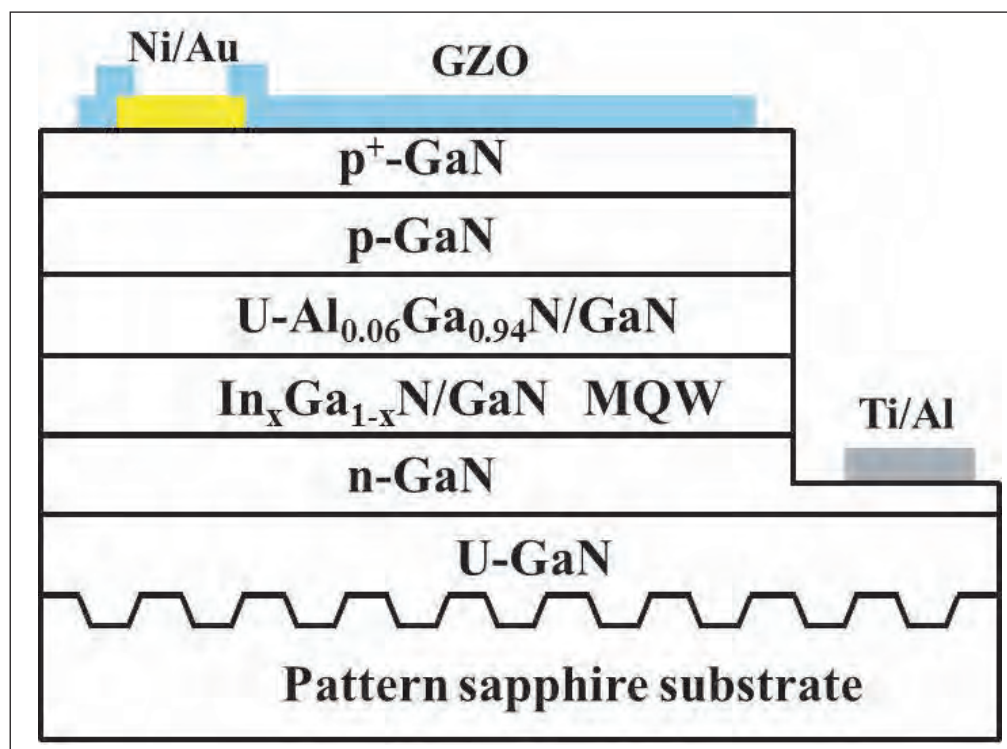 Ni/Au
GZO
p⁺-GaN
p-GaN
U-Al₀.₀₆Ga₀.₉₄N/GaN
InₓGa₁₋ₓN/GaN MQW
Ti/Al
n-GaN
U-GaN
Pattern sapphire substrate